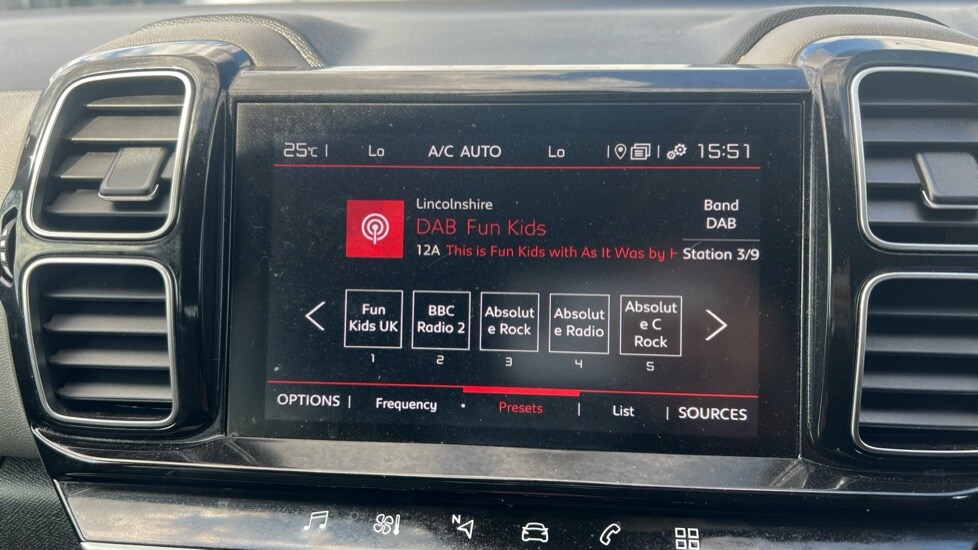 25°C | Lo A/C AUTO Lo | | 15:51
Lincolnshire
DAB Fun Kids
12A This is Fun Kids with As It Was by H
Band
DAB
Station 3/9
Fun
Kids UK
1
BBC
Radio 2
2
Absolut
e Rock
3
Absolut
e Radio
4
Absolut
e C
Rock
5
OPTIONS | Frequency • Presets | List | SOURCES
N